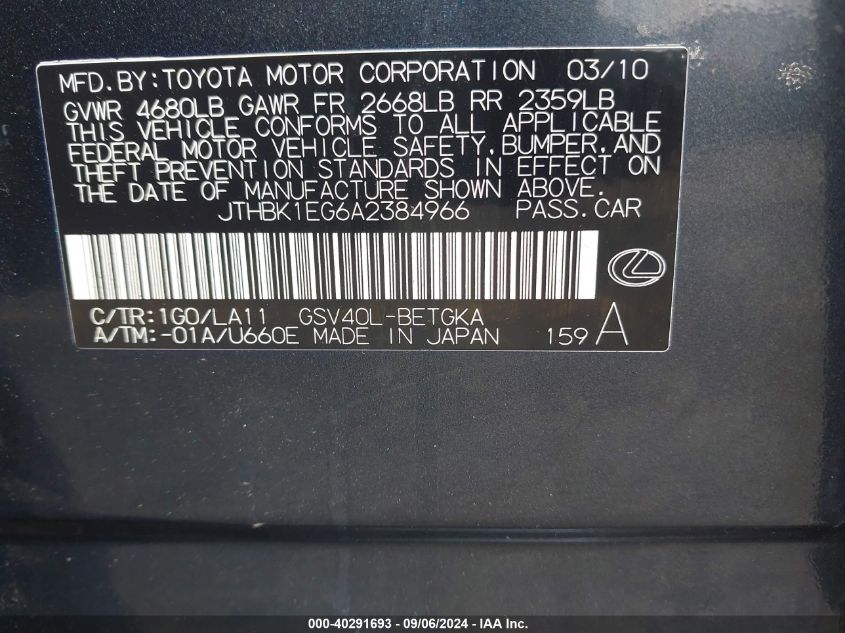 MFD.BY:TOYOTA MOTOR CORPORATION 03/10
GVWR 4680LB GAWR FR 2668LB RR 2359LB
THIS VEHICLE CONFORMS TO ALL APPLICABLE
FEDERAL MOTOR VEHICLE SAFETY,BUMPER,AND
THEFT PREVENTION STANDARDS IN EFFECT ON
THE DATE OF MANUFACTURE SHOWN ABOVE.
JTHBK1EG6A2384966 PASS.CAR
C/TR:1G0/LA11 GSV40L-BETGKA
A/TM:-01A/U660E MADE IN JAPAN 159 A
000-40291693 - 09/06/2024 - IAA Inc.